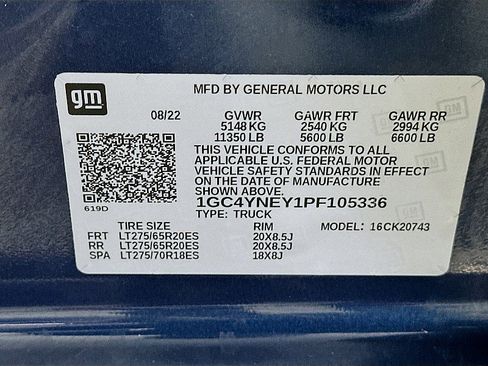 gm
MFD BY GENERAL MOTORS LLC
08/22 GVWR GAWR FRT GAWR RR
5148 KG 2540 KG 2994 KG
11350 LB 5600 LB 6600 LB
THIS VEHICLE CONFORMS TO ALL
APPLICABLE U.S. FEDERAL MOTOR
VEHICLE SAFETY STANDARDS IN EFFECT
ON THE DATE OF MANUFACTURE
SHOWN ABOVE.
619D
1GC4YNEY1PF105336
TYPE: TRUCK
TIRE SIZE RIM MODEL: 16CK20743
FRT LT275/65R20ES 20X8.5J
RR LT275/65R20ES 20X8.5J
SPA LT275/70R18ES 18X8J